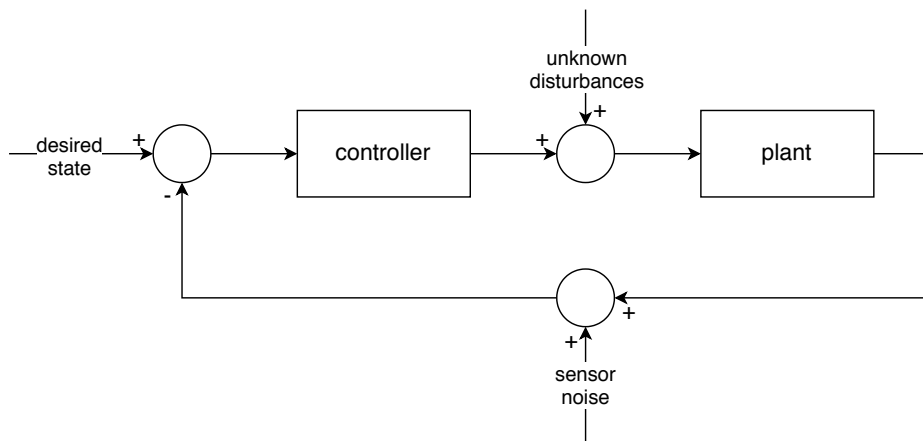 unknown
disturbances
+
desired
state
+
-
controller
+
plant
+
+
sensor
noise